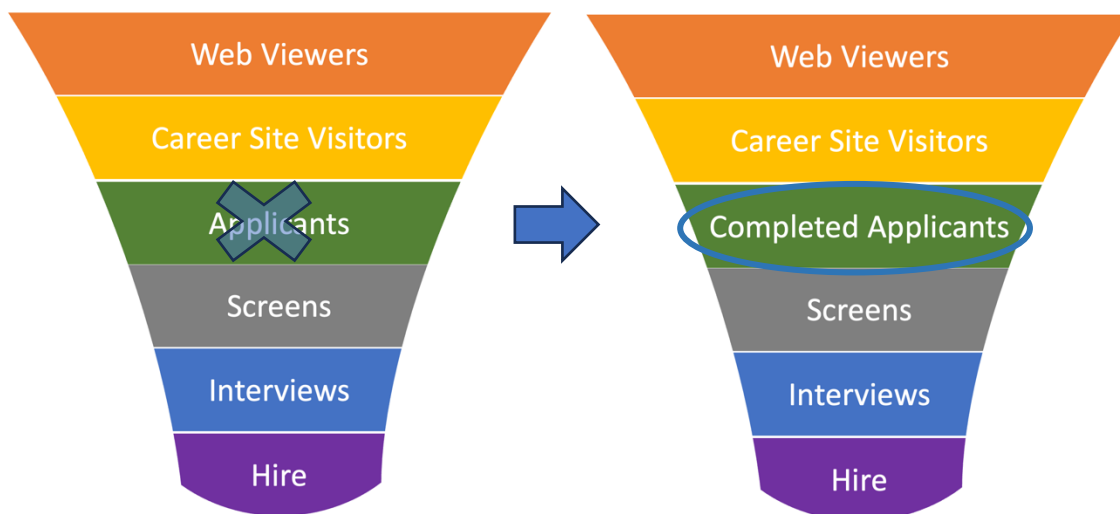 Web Viewers
Career Site Visitors
Applicants
Screens
Interviews
Hire
Web Viewers
Career Site Visitors
Completed Applicants
Screens
Interviews
Hire